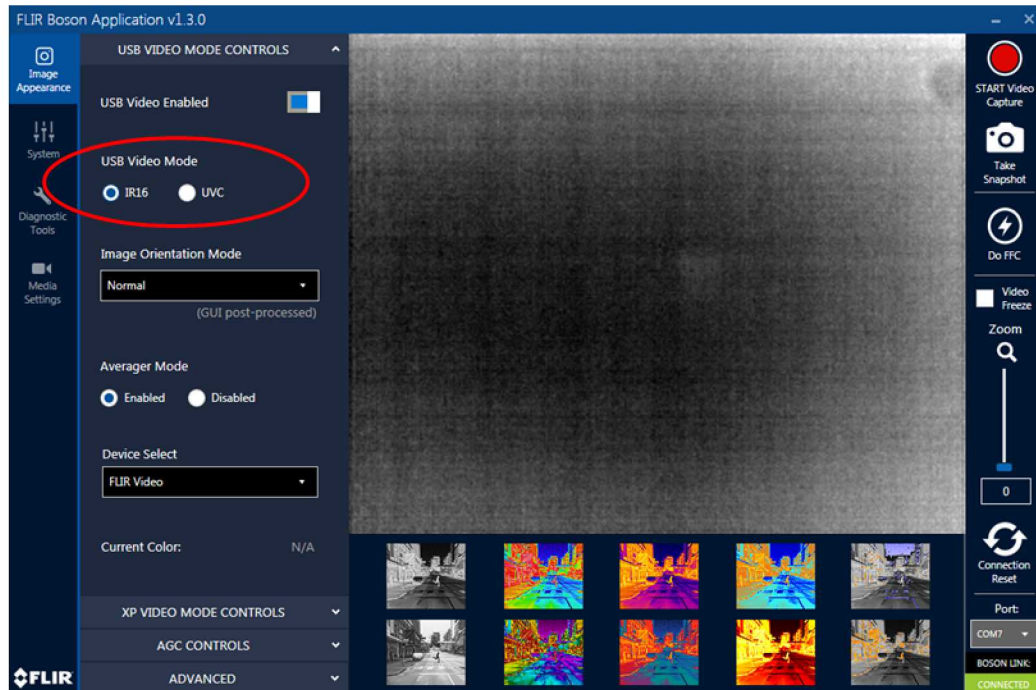 FLIR Boson Application v1.3.0
Image
Appearance
System
Diagnostic
Tools
Media
Settings
FLIR
USB VIDEO MODE CONTROLS
USB Video Enabled
USB Video Mode
IR16
UVC
Image Orientation Mode
Normal
(GUI post-processed)
Averager Mode
Enabled
Disabled
Device Select
FLIR Video
Current Color:
N/A
XP VIDEO MODE CONTROLS
AGC CONTROLS
ADVANCED
START Video
Capture
Take
Snapshot
Do FFC
Video
Freeze
Zoom
0
Connection
Reset
Port:
COM7
BOSON LINK:
CONNECTED